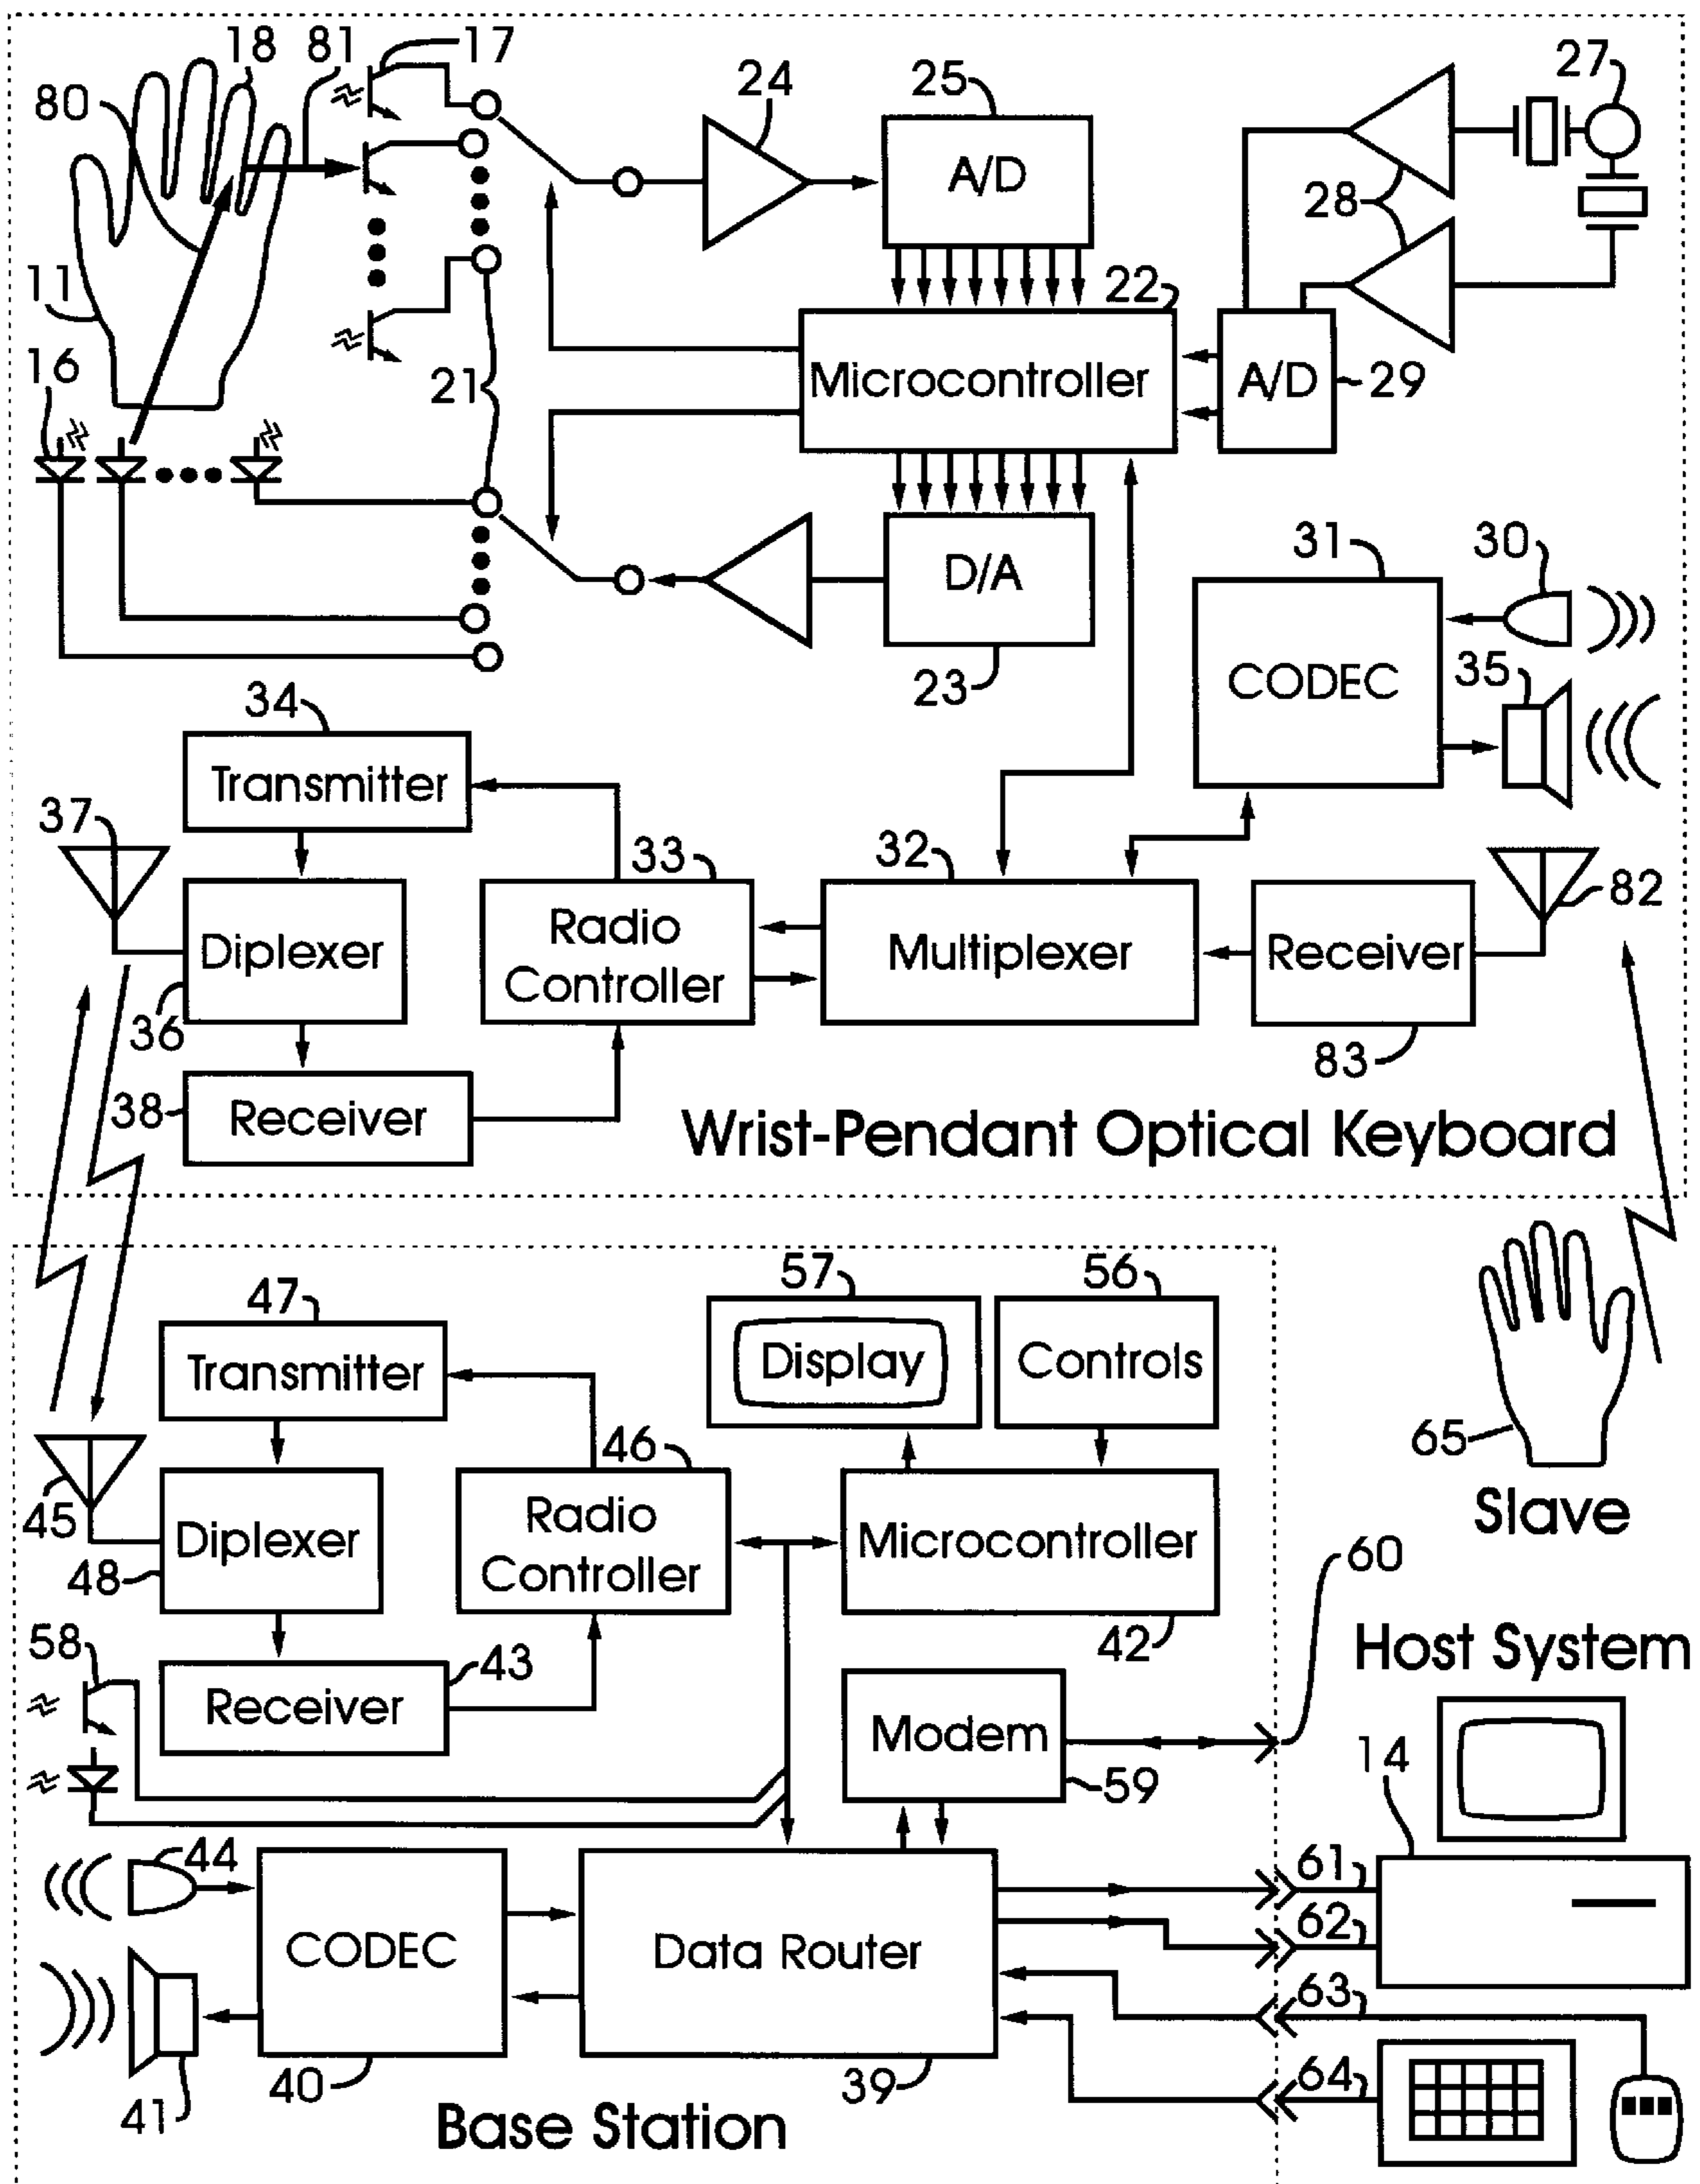 18 81 17
80
24
25
27
A/D
28
11
22
16
21
Microcontroller
A/D
29
31
30
D/A
23
CODEC
35
34
Transmitter
37
33
32
82
Diplexer
Radio
Controller
Multiplexer
Receiver
36
83
38
Receiver
Wrist-Pendant Optical Keyboard
57
56
47
Transmitter
Display
Controls
46
65
45
Slave
Diplexer
Radio
Controller
Microcontroller
60
48
58
42
43
Host System
Receiver
Modem
14
59
44
61
CODEC
Data Router
62
63
64
40
39
41
Base Station